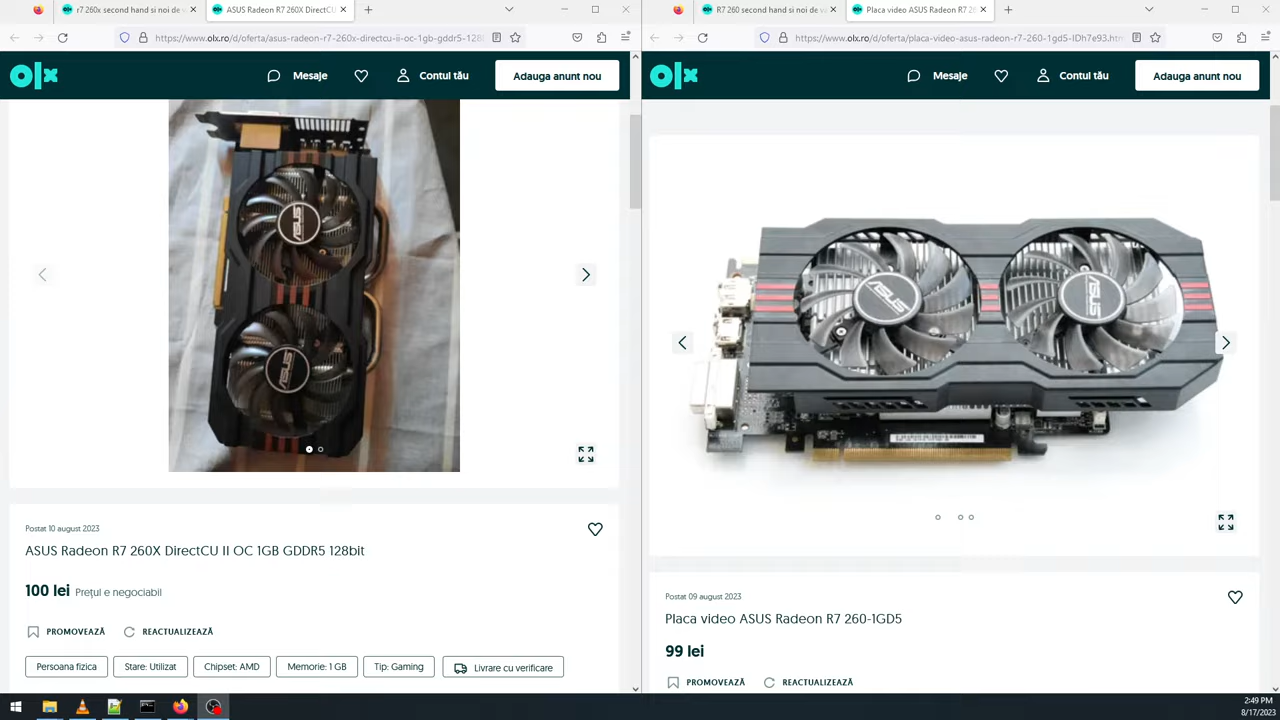 r7 260x second hand si noi de v
ASUS Radeon R7 260X DirectCU
https://www.olx.ro/d/oferta/asus-radeon-r7-260x-directcu-ii-oc-1gb-gddr5-128
olx
Mesaje
Contul tău
Adauga anunt nou
ASUS
ASUS
Postat 10 august 2023
ASUS Radeon R7 260X DirectCU II OC 1GB GDDR5 128bit
100 lei Prețul e negociabil
PROMOVEAZĂ
REACTUALIZEAZĂ
Persoana fizica
Stare: Utilizat
Chipset: AMD
Memorie: 1 GB
Tip: Gaming
Livrare cu verificare
R7 260 second hand si noi de v
Placa video ASUS Radeon R7 26
https://www.olx.ro/d/oferta/placa-video-asus-radeon-r7-260-1gd5-IDh7e93.htm
olx
Mesaje
Contul tău
Adauga anunt nou
ASUS
ASUS
Postat 09 august 2023
Placa video ASUS Radeon R7 260-1GD5
99 lei
PROMOVEAZĂ
REACTUALIZEAZĂ
2:49 PM
8/17/2023